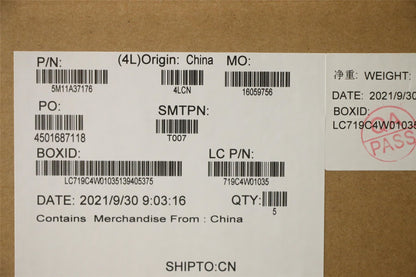 P/N: (4L)Origin: China MO:
5M11A37176 4LCN 16059756
PO: SMTPN:
4501687118 T007
BOXID: LC P/N:
LC719C4W01035139405375 719C4W01035
DATE: 2021/9/30 9:03:16 QTY:
5
Contains Merchandise From : China
SHIPTO:CN
净重: WEIGHT:
DATE: 2021/9/30
BOXID:
LC719C4W01035
QA
PASS